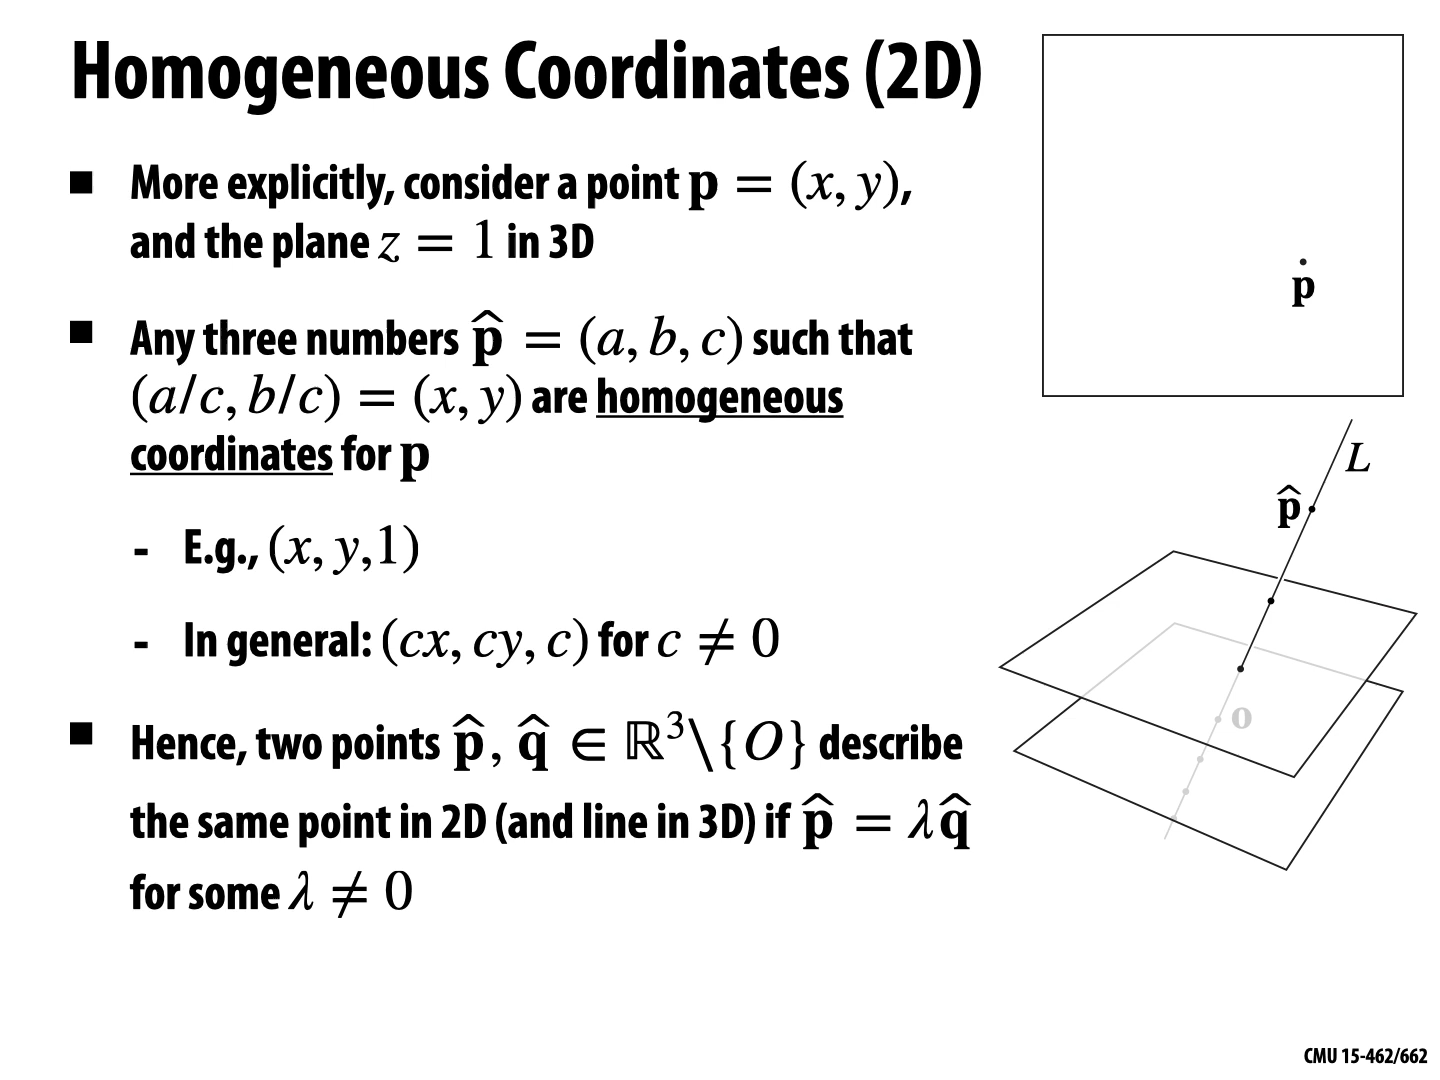 Homogeneous Coordinates (2D)
■ More explicitly, consider a point p = (x, y),
and the plane z = 1 in 3D
■ Any three numbers p̂ = (a, b, c) such that
(a/c, b/c) = (x, y) are homogeneous
coordinates for p
- E.g., (x, y,1)
- In general: (cx, cy, c) for c ≠ 0
■ Hence, two points p̂, q̂ ∈ ℝ³\{O} describe
the same point in 2D (and line in 3D) if p̂ = λq̂
for some λ ≠ 0
p
L
p̂
o
CMU 15-462/662